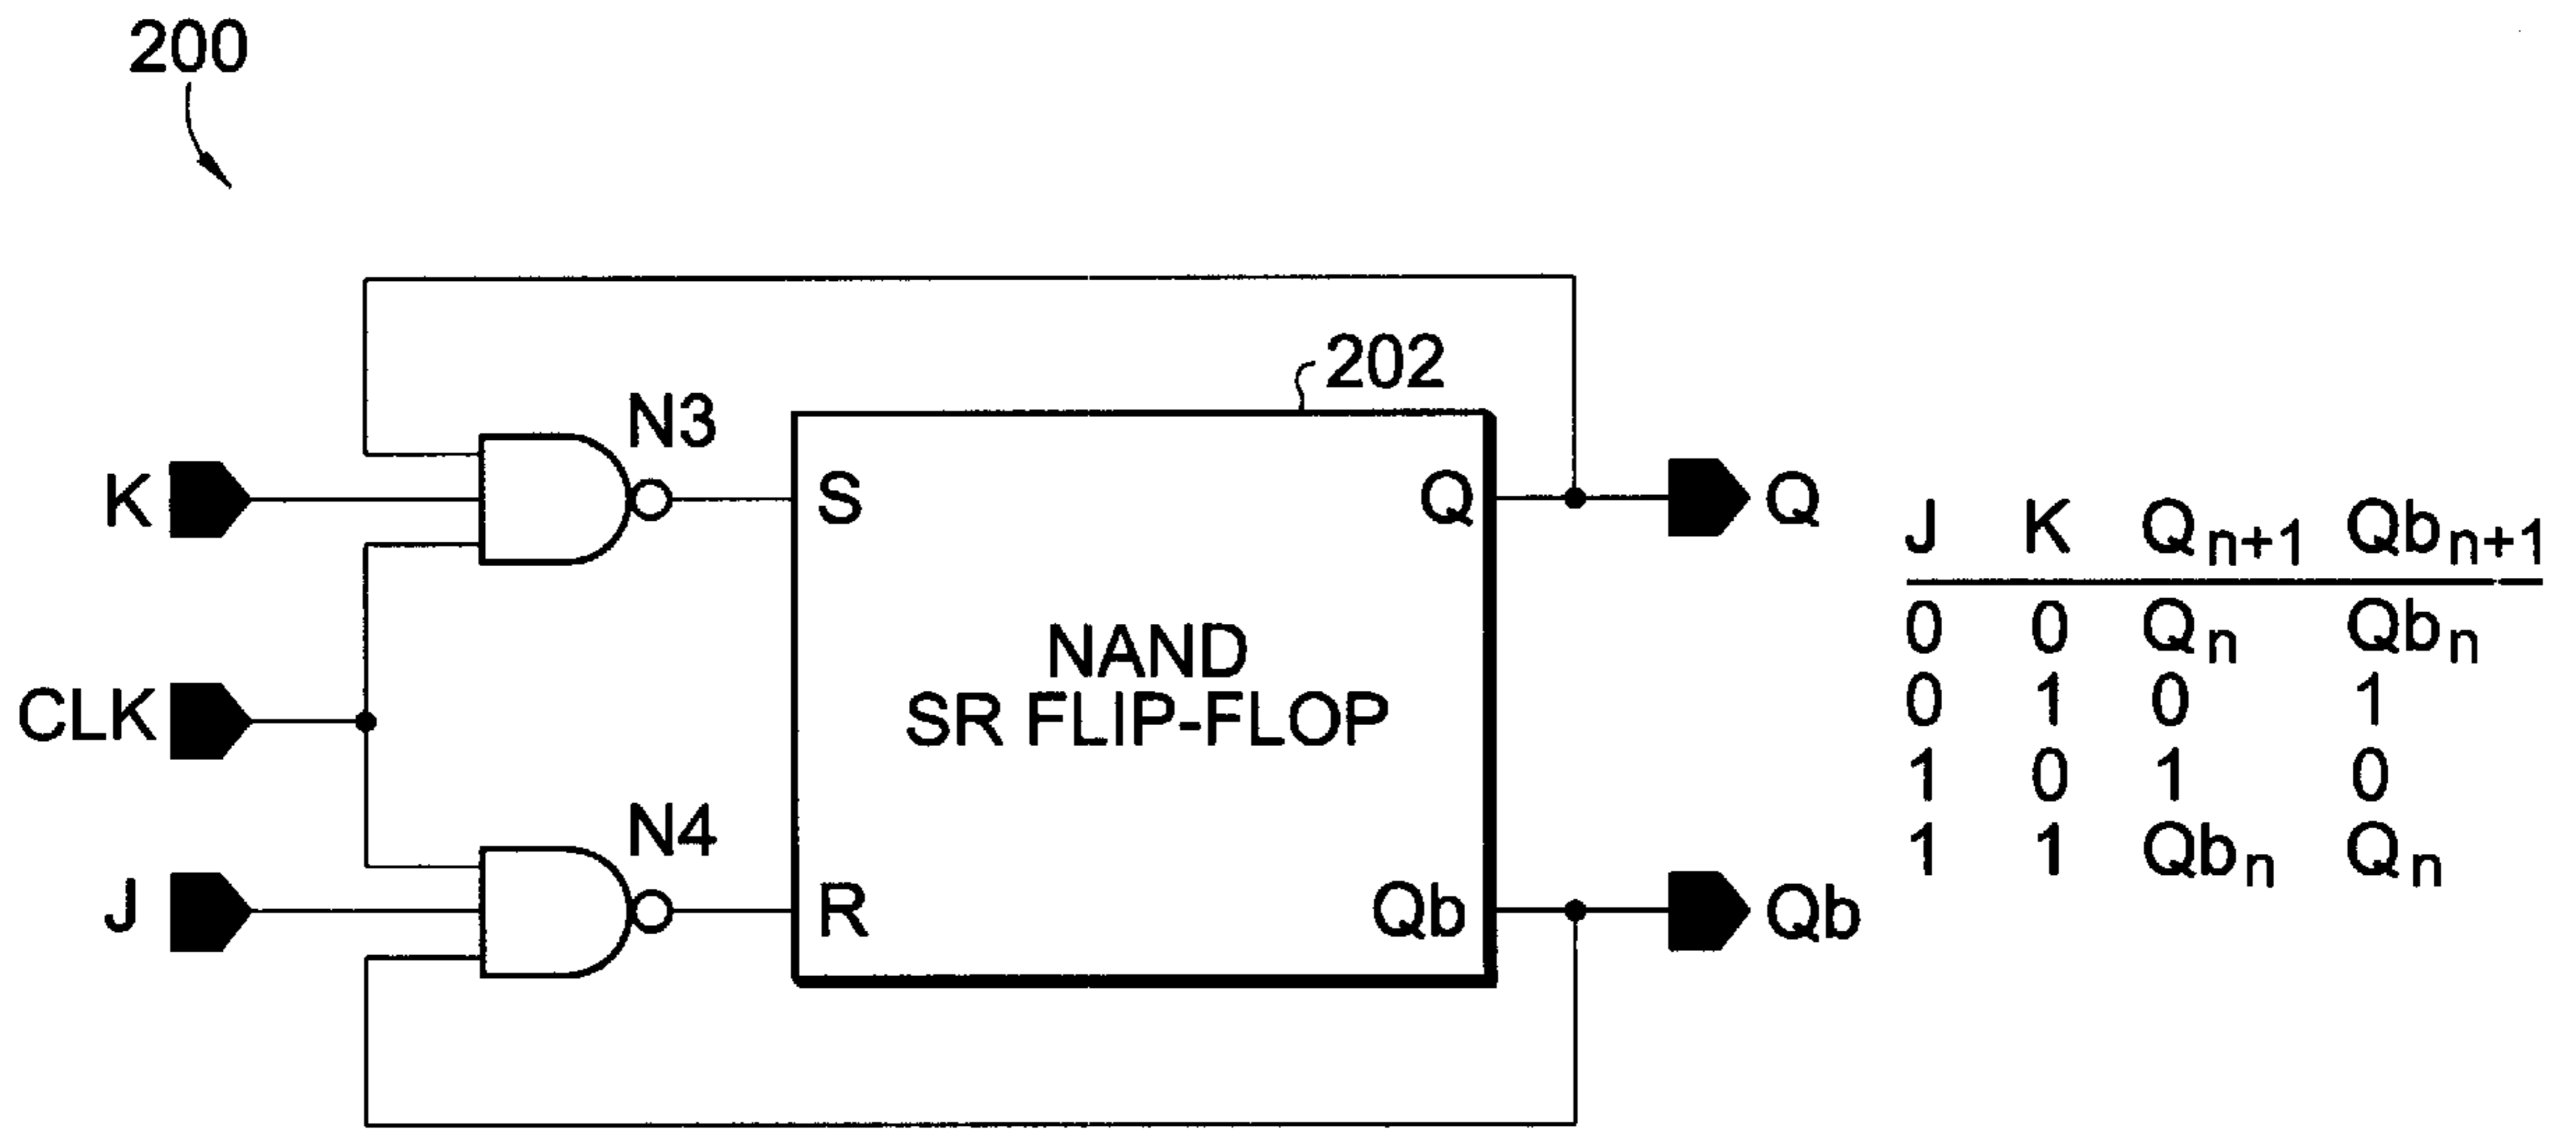 200
202
N3
K
S
Q
Q
NAND
SR FLIP-FLOP
CLK
N4
J
R
Qb
Qb
J K Qn+1 Qbn+1
0 0 Qn Qbn
0 1 0 1
1 0 1 0
1 1 Qbn Qn